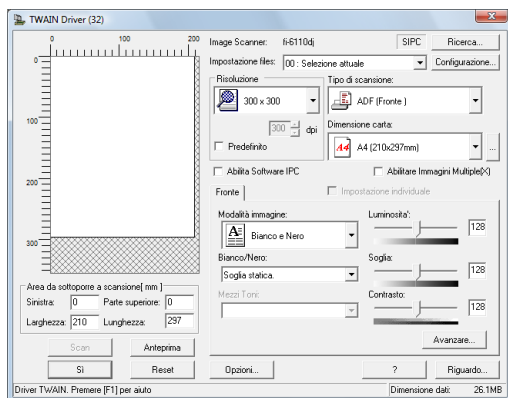 TWAIN Driver (32)
0 100 200
0
100
200
300
Image Scanner: fi-6110dj SIPC Ricerca...
Impostazione files: 00 : Selezione attuale Configurazione...
Risoluzione
300 x 300
300 dpi
Predefinito
Tipo di scansione:
ADF (Fronte )
Dimensione carta:
A4 A4 (210x297mm) ...
Abilita Software IPC
Abilitare Immagini Multiple(X)
Fronte
Impostazione individuale
Modalità immagine:
Bianco e Nero
Bianco/Nero:
Soglia statica.
Mezzi Toni:
Luminosita':
128
Soglia:
128
Contrasto:
128
Avanzare...
Area da sottoporre a scansione[ mm ]
Sinistra: 0 Parte superiore: 0
Larghezza: 210 Lunghezza: 297
Scan Anteprima
Sì Reset Opzioni... ? Riguardo...
Driver TWAIN. Premere [F1] per aiuto Dimensione dati: 26.1MB